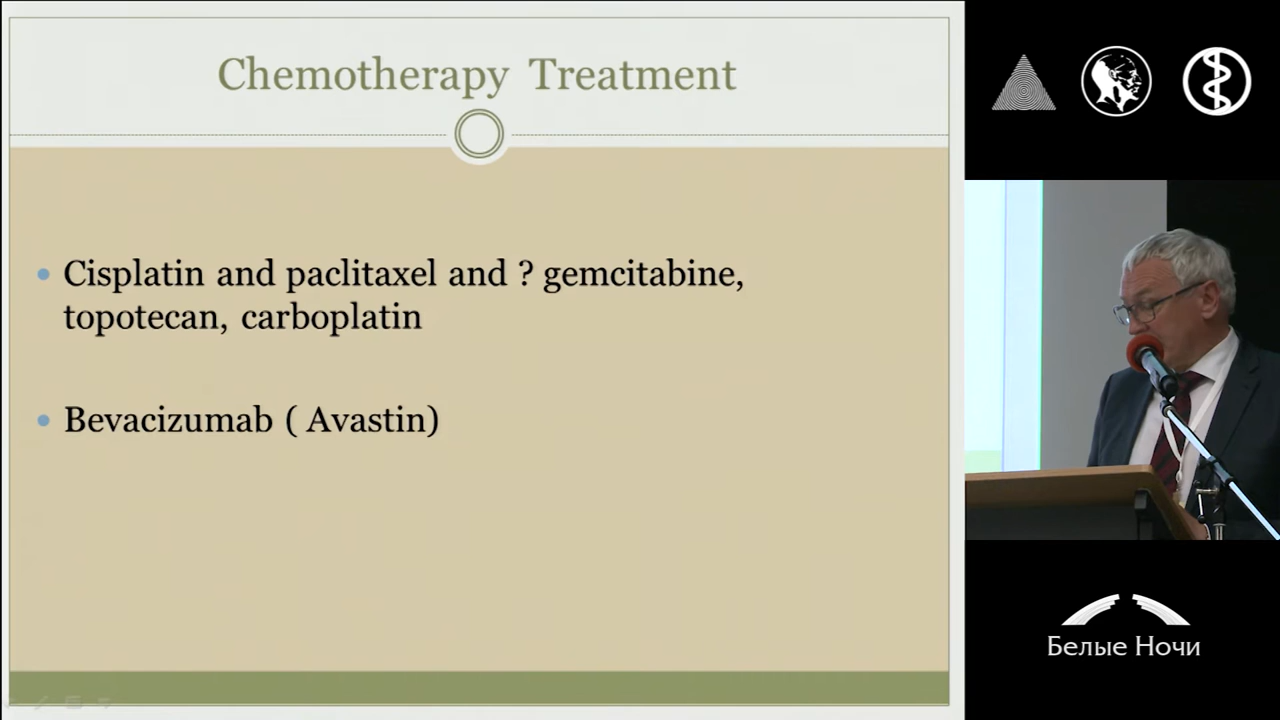 Chemotherapy Treatment
Cisplatin and paclitaxel and ? gemcitabine,
topotecan, carboplatin
Bevacizumab ( Avastin)
Белые Ночи